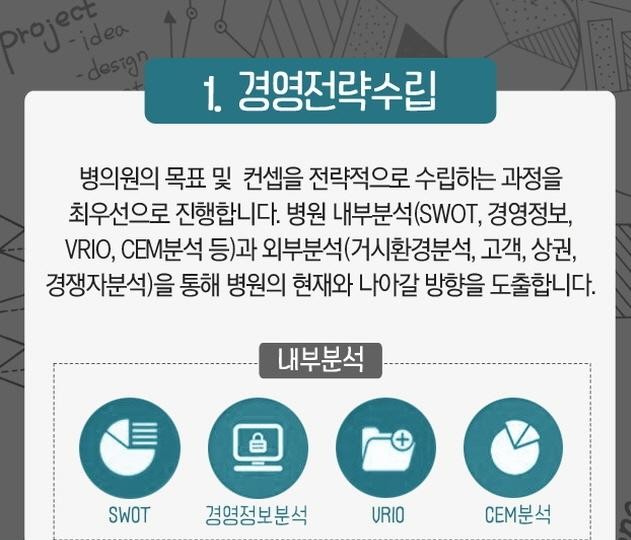 project
-idea
-design
1. 경영전략수립
병의원의 목표 및 컨셉을 전략적으로 수립하는 과정을
최우선으로 진행합니다. 병원 내부분석(SWOT, 경영정보,
VRIO, CEM분석 등)과 외부분석(거시환경분석, 고객, 상권,
경쟁자분석)을 통해 병원의 현재와 나아갈 방향을 도출합니다.
내부분석
SWOT
경영정보분석
VRIO
CEM분석